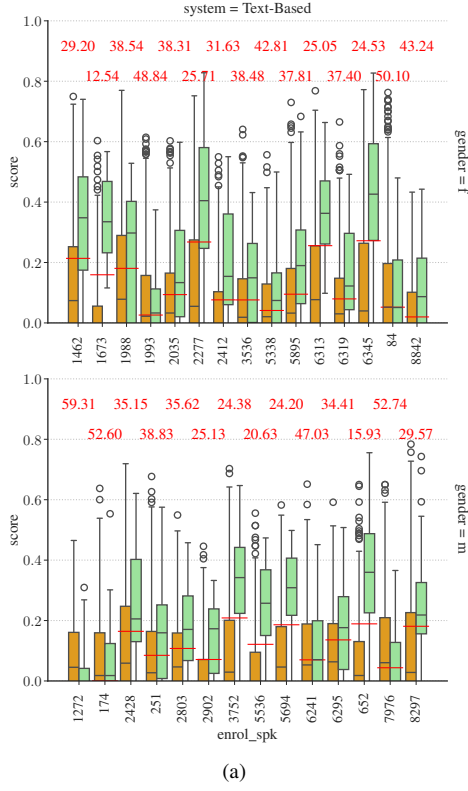 system = Text-Based
1.0
29.20 38.54 38.31 31.63 42.81 25.05 24.53 43.24
12.54 48.84 25.71 38.48 37.81 37.40 50.10
0.8
0.6
score
gender = f
0.4
0.2
0.0
1462 1673 1988 1993 2035 2277 2412 3536 5338 5895 6313 6319 6345 84 8842
1.0
59.31 35.15 35.62 24.38 24.20 34.41 52.74
52.60 38.83 25.13 20.63 47.03 15.93 29.57
0.8
0.6
score
gender = m
0.4
0.2
0.0
1272 174 2428 251 2803 2902 3752 5536 5694 6241 6295 652 7976 8297
enrol_spk
(a)